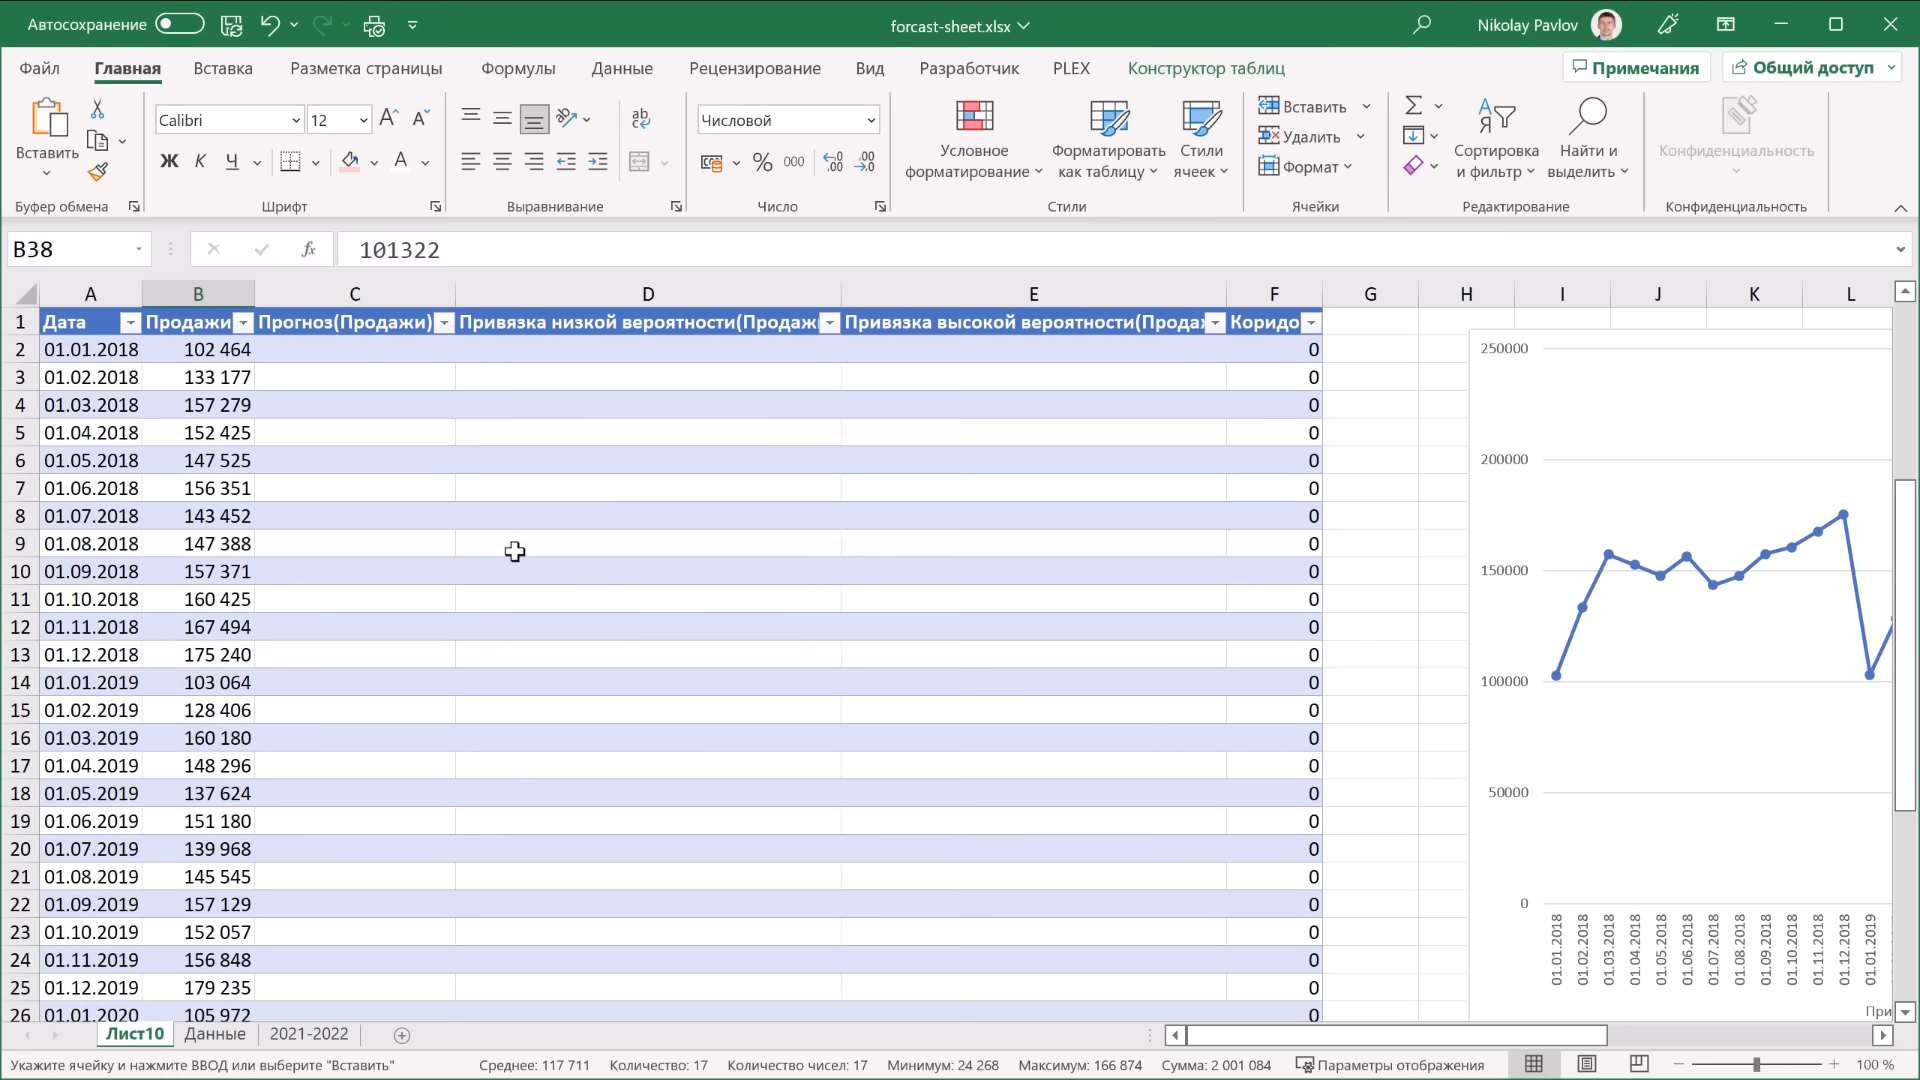 Автосохранение
forcast-sheet.xlsx
Nikolay Pavlov
Файл Главная Вставка Разметка страницы Формулы Данные Рецензирование Вид Разработчик PLEX Конструктор таблиц Примечания Общий доступ
Вставить
Calibri 12
Ж К Ч
ab
Числовой
% 000
Условное форматирование
Форматировать как таблицу
Стили ячеек
Вставить
Удалить
Формат
Сортировка и фильтр
Найти и выделить
Конфиденциальность
Буфер обмена Шрифт Выравнивание Число Стили Ячейки Редактирование Конфиденциальность
B38 fx 101322
A B C D E F G H I J K L
1 Дата Продажи Прогноз(Продажи) Привязка низкой вероятности(Продаж Привязка высокой вероятности(Прода Коридо
2 01.01.2018 102 464 0
3 01.02.2018 133 177 0
4 01.03.2018 157 279 0
5 01.04.2018 152 425 0
6 01.05.2018 147 525 0
7 01.06.2018 156 351 0
8 01.07.2018 143 452 0
9 01.08.2018 147 388 0
10 01.09.2018 157 371 0
11 01.10.2018 160 425 0
12 01.11.2018 167 494 0
13 01.12.2018 175 240 0
14 01.01.2019 103 064 0
15 01.02.2019 128 406 0
16 01.03.2019 160 180 0
17 01.04.2019 148 296 0
18 01.05.2019 137 624 0
19 01.06.2019 151 180 0
20 01.07.2019 139 968 0
21 01.08.2019 145 545 0
22 01.09.2019 157 129 0
23 01.10.2019 152 057 0
24 01.11.2019 156 848 0
25 01.12.2019 179 235 0
26 01.01.2020 105 972 0
250000
200000
150000
100000
50000
0
01.01.2018
01.02.2018
01.03.2018
01.04.2018
01.05.2018
01.06.2018
01.07.2018
01.08.2018
01.09.2018
01.10.2018
01.11.2018
01.12.2018
01.01.2019
При
Лист10 Данные 2021-2022
Укажите ячейку и нажмите ВВОД или выберите "Вставить" Среднее: 117 711 Количество: 17 Количество чисел: 17 Минимум: 24 268 Максимум: 166 874 Сумма: 2 001 084 Параметры отображения 100 %